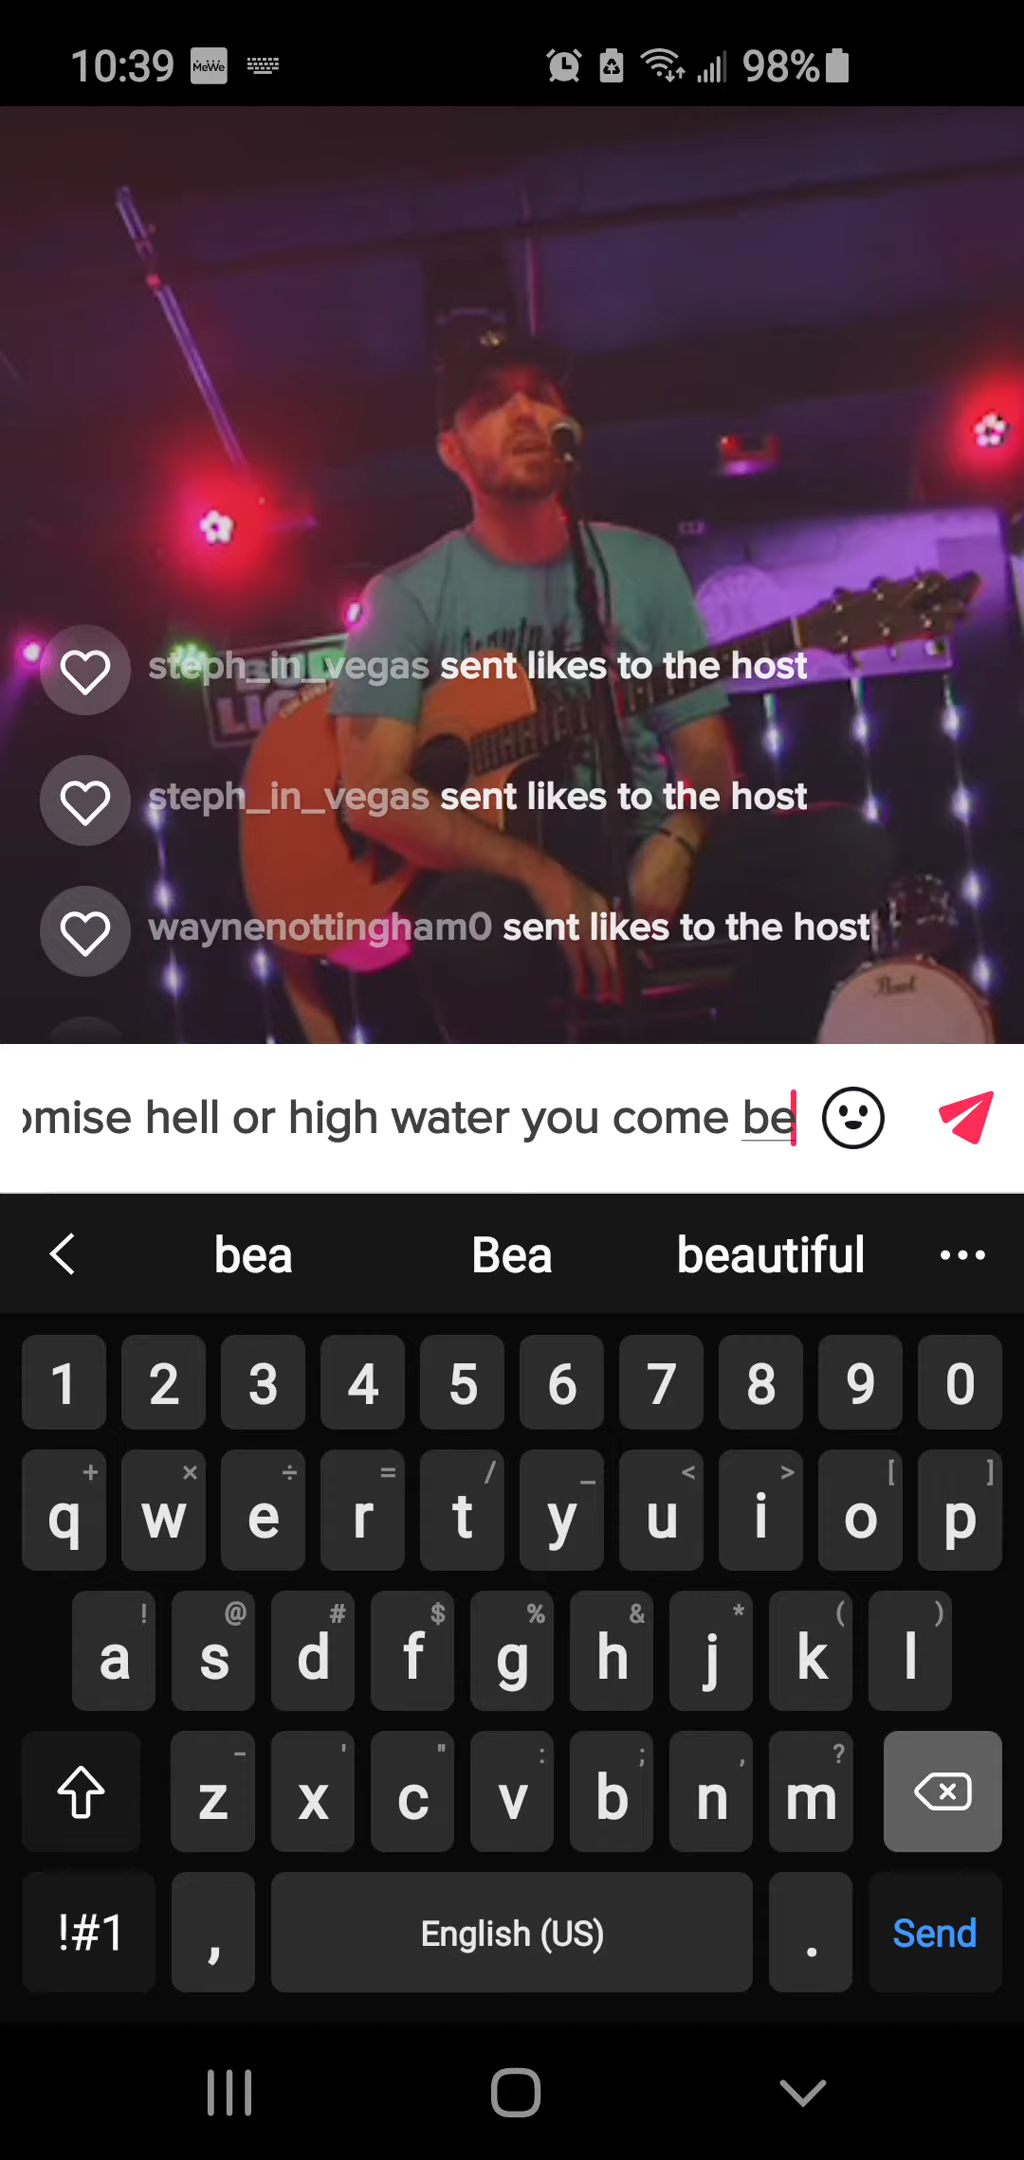 10:39 MeWe 98%
steph_in_vegas sent likes to the host
steph_in_vegas sent likes to the host
waynenottingham0 sent likes to the host
Pearl
omise hell or high water you come be
bea Bea beautiful ...
1 2 3 4 5 6 7 8 9 0
+ × ÷ = / _ < > [ ]
q w e r t y u i o p
! @ # $ % & * ( )
a s d f g h j k l
- ' " : ; , ?
z x c v b n m
!#1 , English (US) . Send